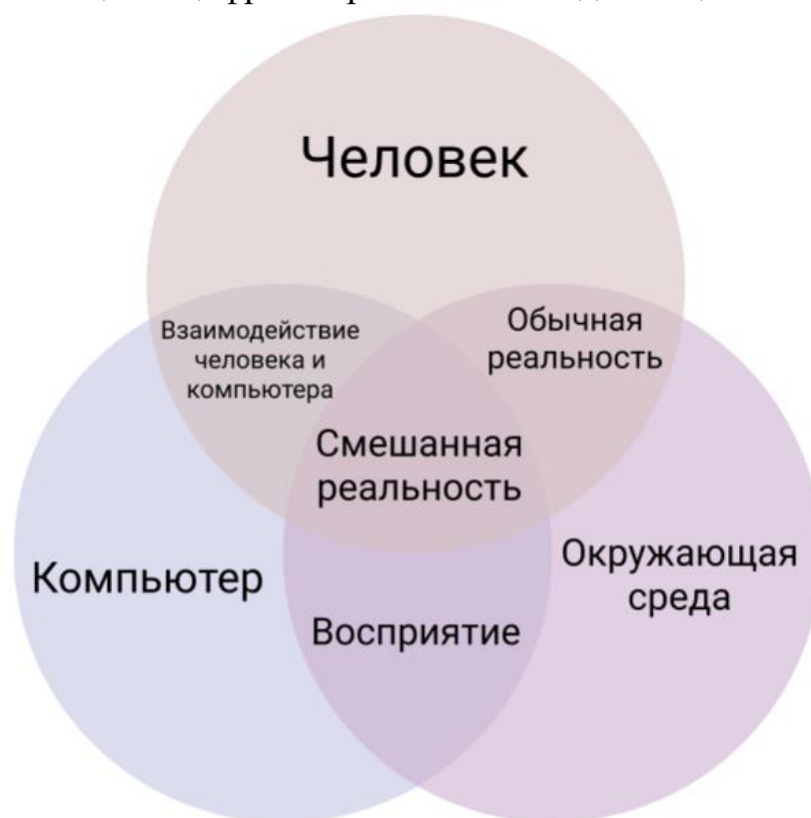 Человек
Взаимодействие
человека и
компьютера
Обычная
реальность
Смешанная
реальность
Компьютер
Окружающая
среда
Восприятие